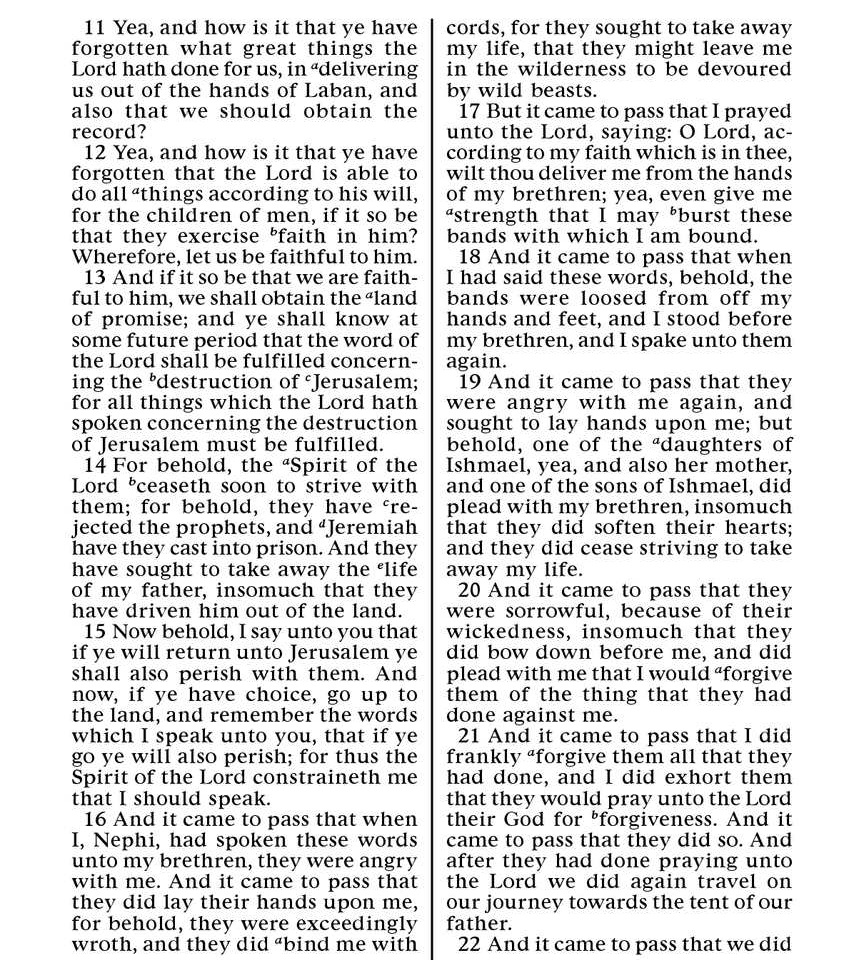 11 Yea, and how is it that ye have
forgotten what great things the
Lord hath done for us, in ᵃdelivering
us out of the hands of Laban, and
also that we should obtain the
record?
12 Yea, and how is it that ye have
forgotten that the Lord is able to
do all ᵃthings according to his will,
for the children of men, if it so be
that they exercise ᵇfaith in him?
Wherefore, let us be faithful to him.
13 And if it so be that we are faith-
ful to him, we shall obtain the ᵃland
of promise; and ye shall know at
some future period that the word of
the Lord shall be fulfilled concern-
ing the ᵇdestruction of ᶜJerusalem;
for all things which the Lord hath
spoken concerning the destruction
of Jerusalem must be fulfilled.
14 For behold, the ᵃSpirit of the
Lord ᵇceaseth soon to strive with
them; for behold, they have ᶜre-
jected the prophets, and ᵈJeremiah
have they cast into prison. And they
have sought to take away the ᵉlife
of my father, insomuch that they
have driven him out of the land.
15 Now behold, I say unto you that
if ye will return unto Jerusalem ye
shall also perish with them. And
now, if ye have choice, go up to
the land, and remember the words
which I speak unto you, that if ye
go ye will also perish; for thus the
Spirit of the Lord constraineth me
that I should speak.
16 And it came to pass that when
I, Nephi, had spoken these words
unto my brethren, they were angry
with me. And it came to pass that
they did lay their hands upon me,
for behold, they were exceedingly
wroth, and they did ᵃbind me with
cords, for they sought to take away
my life, that they might leave me
in the wilderness to be devoured
by wild beasts.
17 But it came to pass that I prayed
unto the Lord, saying: O Lord, ac-
cording to my faith which is in thee,
wilt thou deliver me from the hands
of my brethren; yea, even give me
ᵃstrength that I may ᵇburst these
bands with which I am bound.
18 And it came to pass that when
I had said these words, behold, the
bands were loosed from off my
hands and feet, and I stood before
my brethren, and I spake unto them
again.
19 And it came to pass that they
were angry with me again, and
sought to lay hands upon me; but
behold, one of the ᵃdaughters of
Ishmael, yea, and also her mother,
and one of the sons of Ishmael, did
plead with my brethren, insomuch
that they did soften their hearts;
and they did cease striving to take
away my life.
20 And it came to pass that they
were sorrowful, because of their
wickedness, insomuch that they
did bow down before me, and did
plead with me that I would ᵃforgive
them of the thing that they had
done against me.
21 And it came to pass that I did
frankly ᵃforgive them all that they
had done, and I did exhort them
that they would pray unto the Lord
their God for ᵇforgiveness. And it
came to pass that they did so. And
after they had done praying unto
the Lord we did again travel on
our journey towards the tent of our
father.
22 And it came to pass that we did